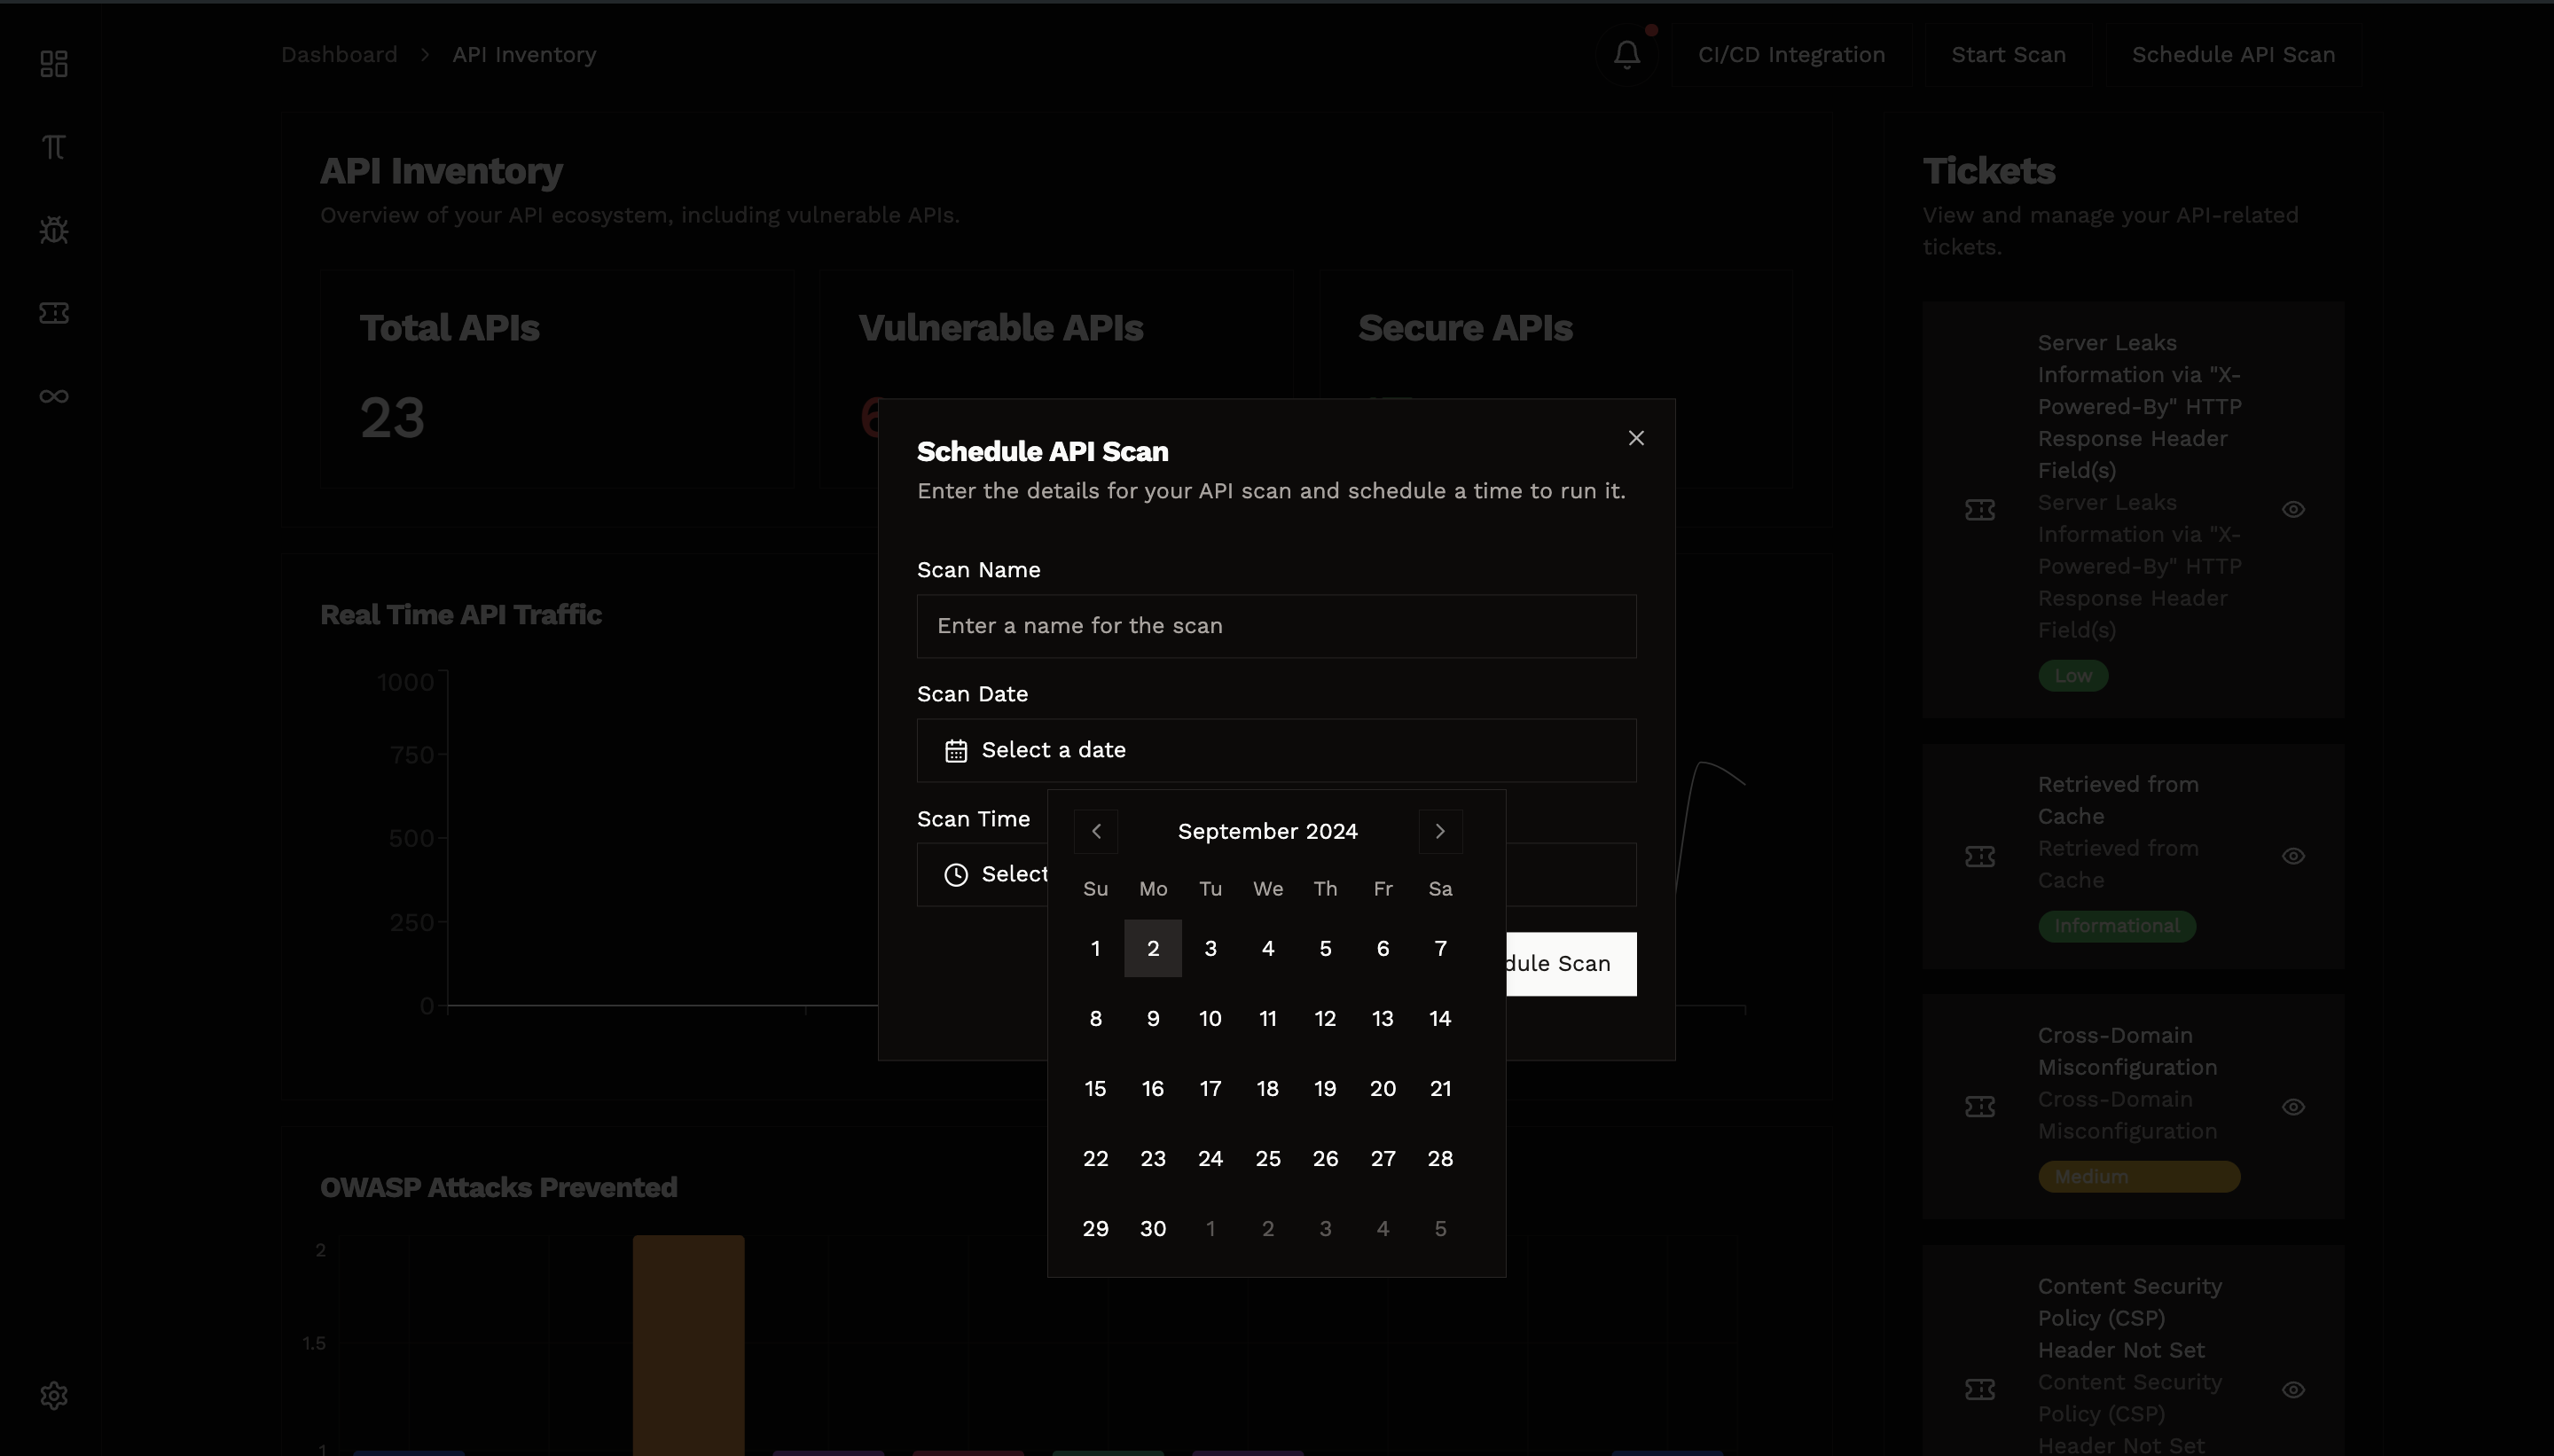 Dashboard
API Inventory
CI/CD Integration
Start Scan
Schedule API Scan
API Inventory
Overview of your API ecosystem, including vulnerable APIs.
Total APIs
23
Vulnerable APIs
Secure APIs
Real Time API Traffic
1000
750
500
250
0
OWASP Attacks Prevented
2
1.5
1
Schedule API Scan
Enter the details for your API scan and schedule a time to run it.
Scan Name
Enter a name for the scan
Scan Date
Select a date
Scan Time
Select
dule Scan
September 2024
Su Mo Tu We Th Fr Sa
1 2 3 4 5 6 7
8 9 10 11 12 13 14
15 16 17 18 19 20 21
22 23 24 25 26 27 28
29 30 1 2 3 4 5
Tickets
View and manage your API-related
tickets.
Server Leaks
Information via "X-
Powered-By" HTTP
Response Header
Field(s)
Server Leaks
Information via "X-
Powered-By" HTTP
Response Header
Field(s)
Low
Retrieved from
Cache
Retrieved from
Cache
Informational
Cross-Domain
Misconfiguration
Cross-Domain
Misconfiguration
Medium
Content Security
Policy (CSP)
Header Not Set
Content Security
Policy (CSP)
Header Not Set